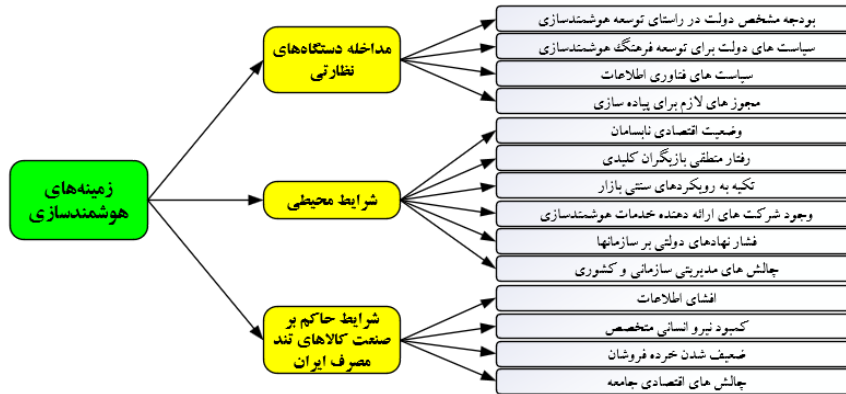 زمینه‌های
هوشمندسازی
مداخله دستگاه‌های
نظارتی
بودجه مشخص دولت در راستای توسعه هوشمندسازی
سیاست های دولت برای توسعه فرهنگ هوشمندسازی
سیاست های فناوری اطلاعات
مجوز های لازم برای پیاده سازی
شرایط محیطی
وضعیت اقتصادی نابسامان
رفتار منطقی بازیگران کلیدی
تکیه به رویکردهای سنتی بازار
وجود شرکت های ارائه دهنده خدمات هوشمندسازی
فشار نهادهای دولتی بر سازمانها
چالش های مدیریتی سازمانی و کشوری
شرایط حاکم بر
صنعت کالاهای تند
مصرف ایران
افشای اطلاعات
کمبود نیرو انسانی متخصص
ضعیف شدن خرده فروشان
چالش های اقتصادی جامعه